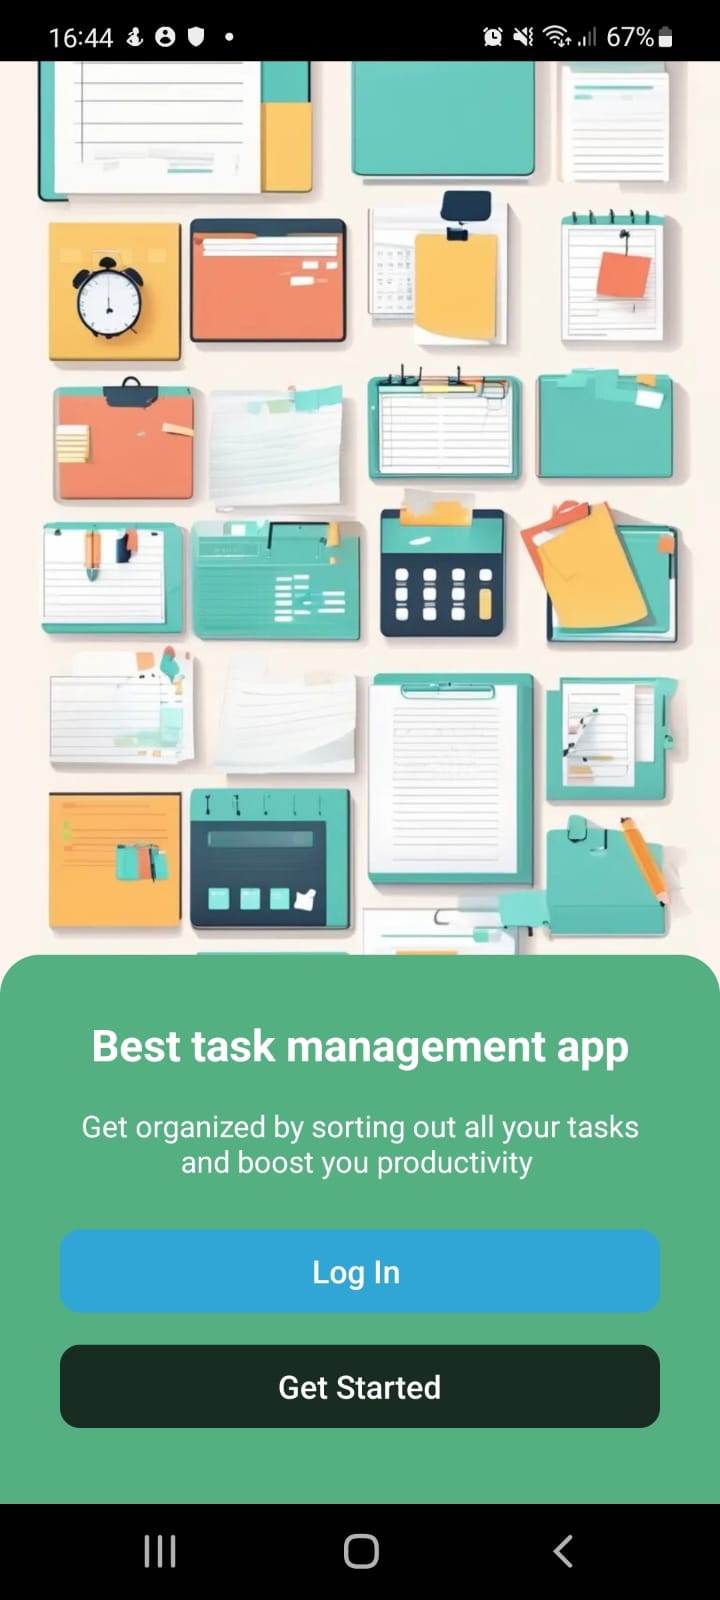 16:44
67%
Best task management app
Get organized by sorting out all your tasks
and boost you productivity
Log In
Get Started